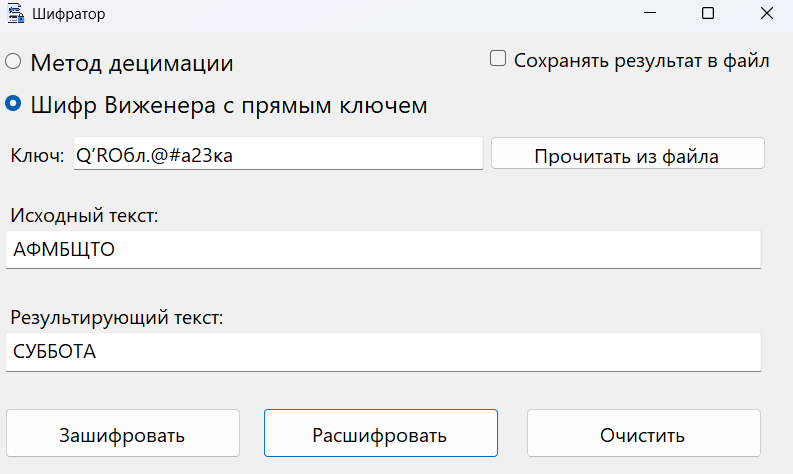 Шифратор
Метод децимации
Сохранять результат в файл
Шифр Виженера с прямым ключем
Ключ: Q’ROбл.@#а23ка Прочитать из файла
Исходный текст:
АФМБЩТО
Результирующий текст:
СУББОТА
Зашифровать Расшифровать Очистить